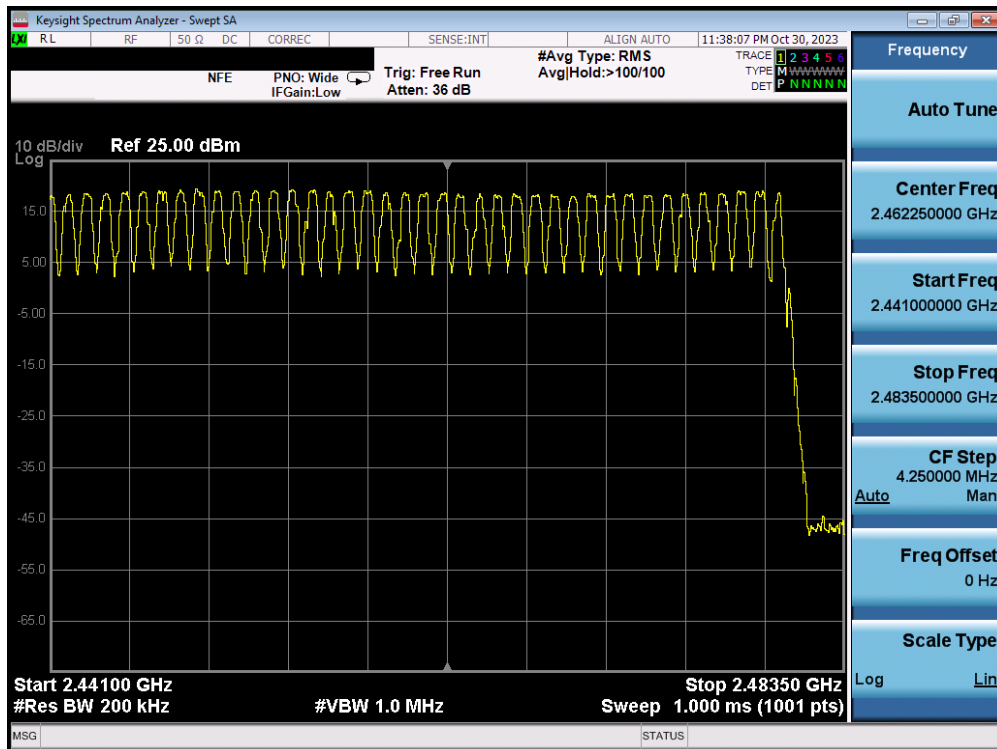 Keysight Spectrum Analyzer - Swept SA
LXI RL RF 50 Ω DC CORREC SENSE:INT ALIGN AUTO 11:38:07 PM Oct 30, 2023
Frequency
#Avg Type: RMS
TRACE 1 2 3 4 5 6
NFE PNO: Wide Trig: Free Run Avg|Hold:>100/100 TYPE M WWWWW
IFGain:Low Atten: 36 dB DET P N N N N N
Auto Tune
10 dB/div Ref 25.00 dBm
Log
15.0
5.00
-5.00
-15.0
-25.0
-35.0
-45.0
-55.0
-65.0
Center Freq
2.462250000 GHz
Start Freq
2.441000000 GHz
Stop Freq
2.483500000 GHz
CF Step
4.250000 MHz
Auto Man
Freq Offset
0 Hz
Scale Type
Log Lin
Start 2.44100 GHz Stop 2.48350 GHz
#Res BW 200 kHz #VBW 1.0 MHz Sweep 1.000 ms (1001 pts)
MSG STATUS